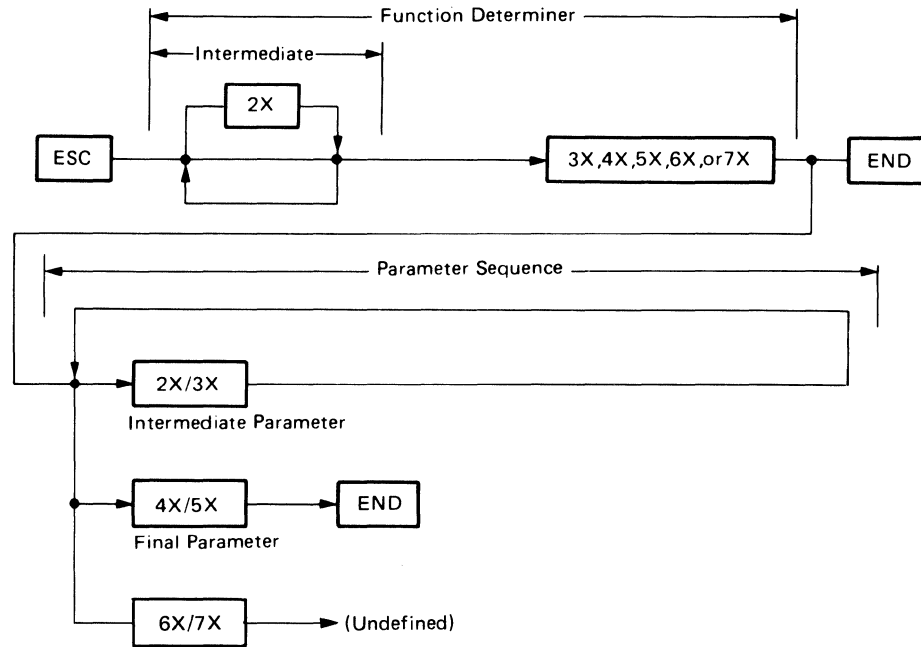 Function Determiner
Intermediate
2X
ESC
3X,4X,5X,6X,or7X
END
Parameter Sequence
2X/3X
Intermediate Parameter
4X/5X
END
Final Parameter
6X/7X
(Undefined)